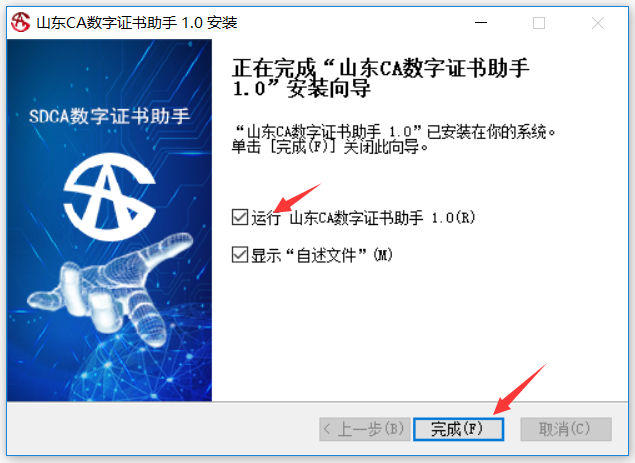 山东CA数字证书助手 1.0 安装
SDCA数字证书助手
正在完成“山东CA数字证书助手
1.0”安装向导
“山东CA数字证书助手 1.0”已安装在你的系统。
单击 [完成(F)] 关闭此向导。
运行 山东CA数字证书助手 1.0(R)
显示“自述文件”(M)
< 上一步(B)
完成(F)
取消(C)